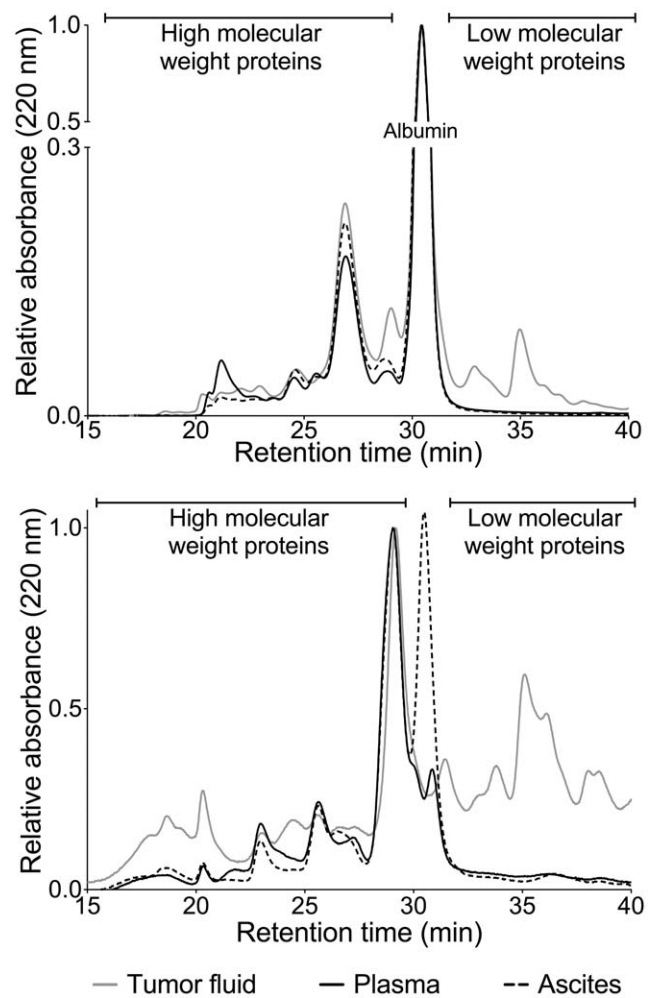 High molecular
weight proteins
Low molecular
weight proteins
Relative absorbance (220 nm)
1.0
0.5
0.3
0.0
Albumin
15 20 25 30 35 40
Retention time (min)
High molecular
weight proteins
Low molecular
weight proteins
Relative absorbance (220 nm)
1.0
0.5
0.0
15 20 25 30 35 40
Retention time (min)
Tumor fluid Plasma Ascites